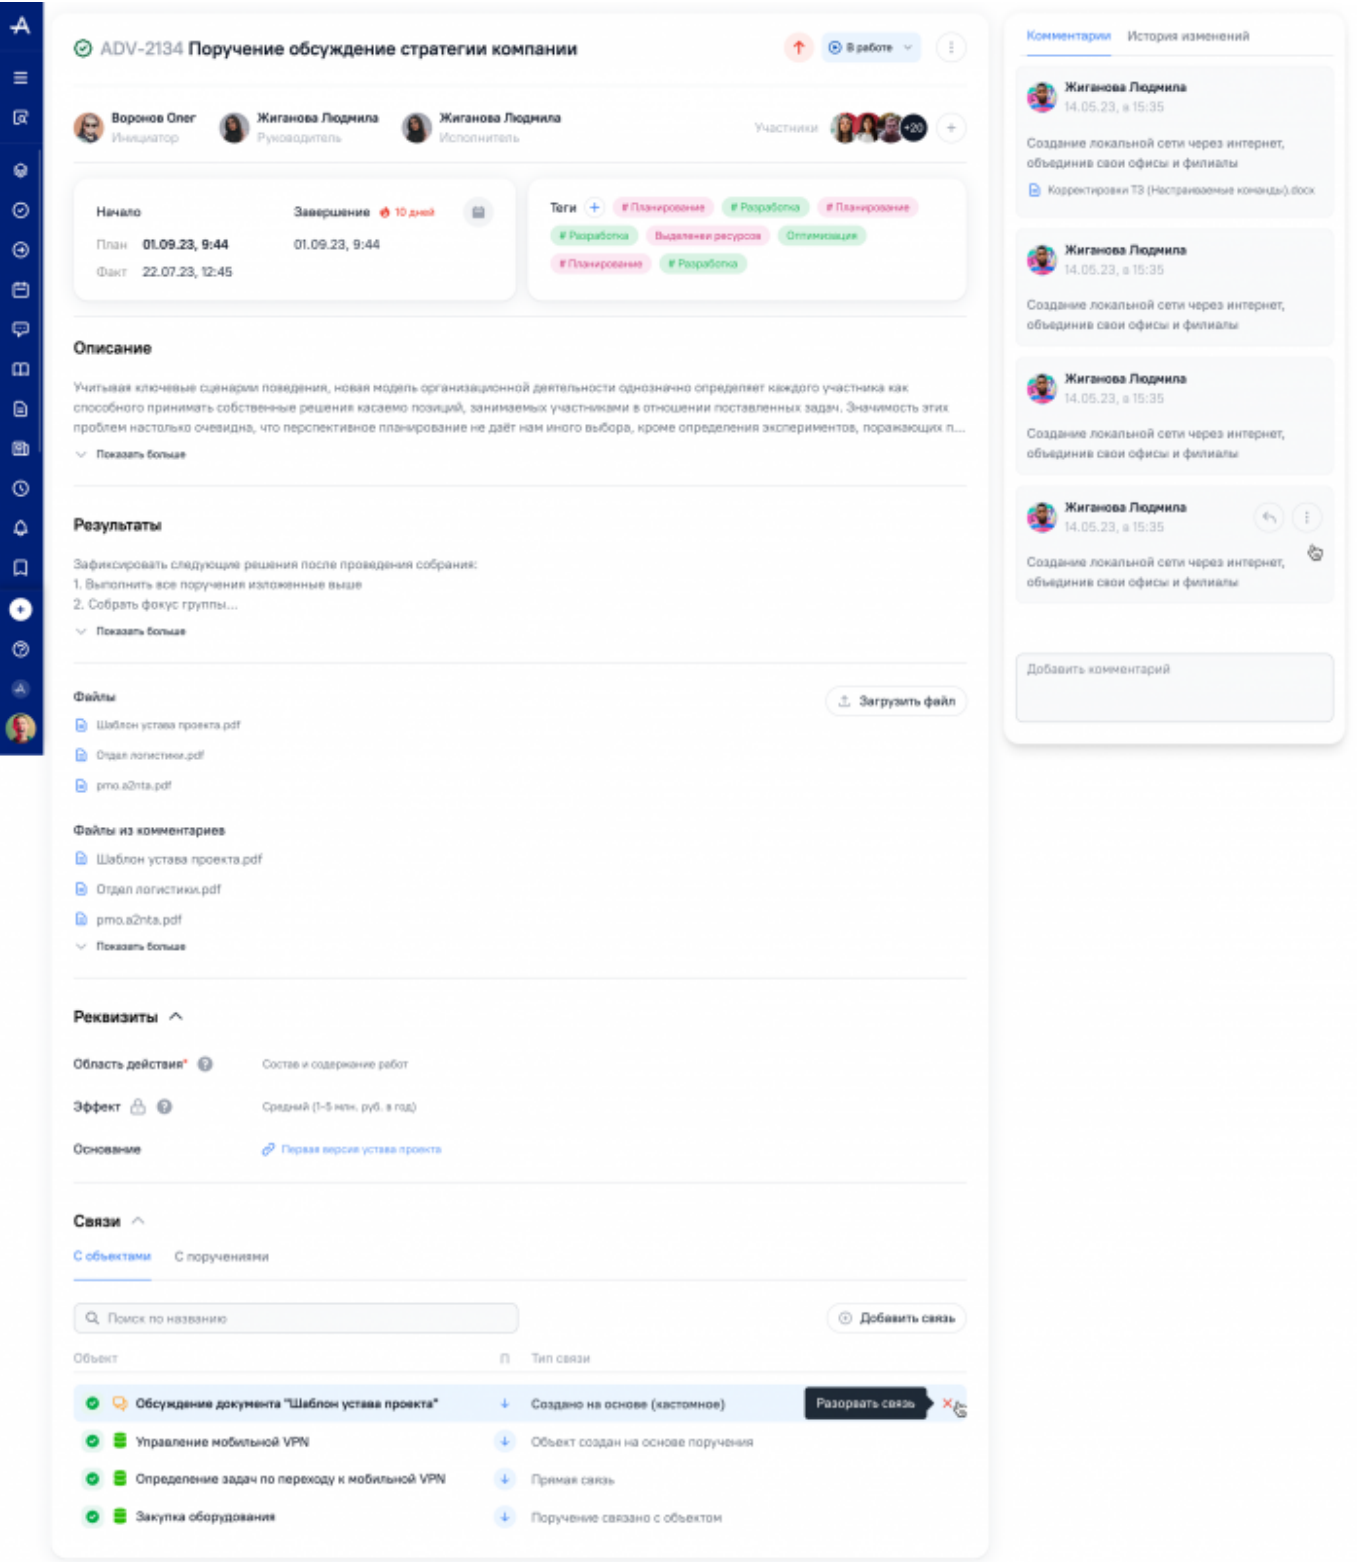 ADV-2134 Поручение обсуждение стратегии компании
В работе
Воронов Олег
Инициатор
Жиганова Людмила
Руководитель
Жиганова Людмила
Исполнитель
Участники
+20
Начало
Завершение 10 дней
План 01.09.23, 9:44
01.09.23, 9:44
Факт 22.07.23, 12:45
Теги
# Планирование
# Разработка
# Планирование
# Разработка
Выделении ресурсов
Оптимизация
# Планирование
# Разработка
Описание
Учитывая ключевые сценарии поведения, новая модель организационной деятельности однозначно определяет каждого участника как
способного принимать собственные решения касаемо позиций, занимаемых участниками в отношении поставленных задач. Значимость этих
проблем настолько очевидна, что перспективное планирование не даёт нам иного выбора, кроме определения экспериментов, поражающих п...
Показать больше
Результаты
Зафиксировать следующие решения после проведения собрания:
1. Выполнить все поручения изложенные выше
2. Собрать фокус группы...
Показать больше
Файлы
Загрузить файл
Шаблон устава проекта.pdf
Отдел логистики.pdf
pmo.a2nta.pdf
Файлы из комментариев
Шаблон устава проекта.pdf
Отдел логистики.pdf
pmo.a2nta.pdf
Показать больше
Реквизиты
Область действия*
Состав и содержание работ
Эффект
Средний (1-5 млн. руб. в год)
Основание
Первая версия устава проекта
Связи
С объектами
С поручениями
Поиск по названию
Добавить связь
Объект
П
Тип связи
Обсуждение документа "Шаблон устава проекта"
Создано на основе (кастомное)
Разорвать связь
Управление мобильной VPN
Объект создан на основе поручения
Определение задач по переходу к мобильной VPN
Прямая связь
Закупка оборудования
Поручение связано с объектом
Комментарии
История изменений
Жиганова Людмила
14.05.23, в 15:35
Создание локальной сети через интернет,
объединив свои офисы и филиалы
Корректировки ТЗ (Настраиваемые команды).docx
Жиганова Людмила
14.05.23, в 15:35
Создание локальной сети через интернет,
объединив свои офисы и филиалы
Жиганова Людмила
14.05.23, в 15:35
Создание локальной сети через интернет,
объединив свои офисы и филиалы
Жиганова Людмила
14.05.23, в 15:35
Создание локальной сети через интернет,
объединив свои офисы и филиалы
Добавить комментарий